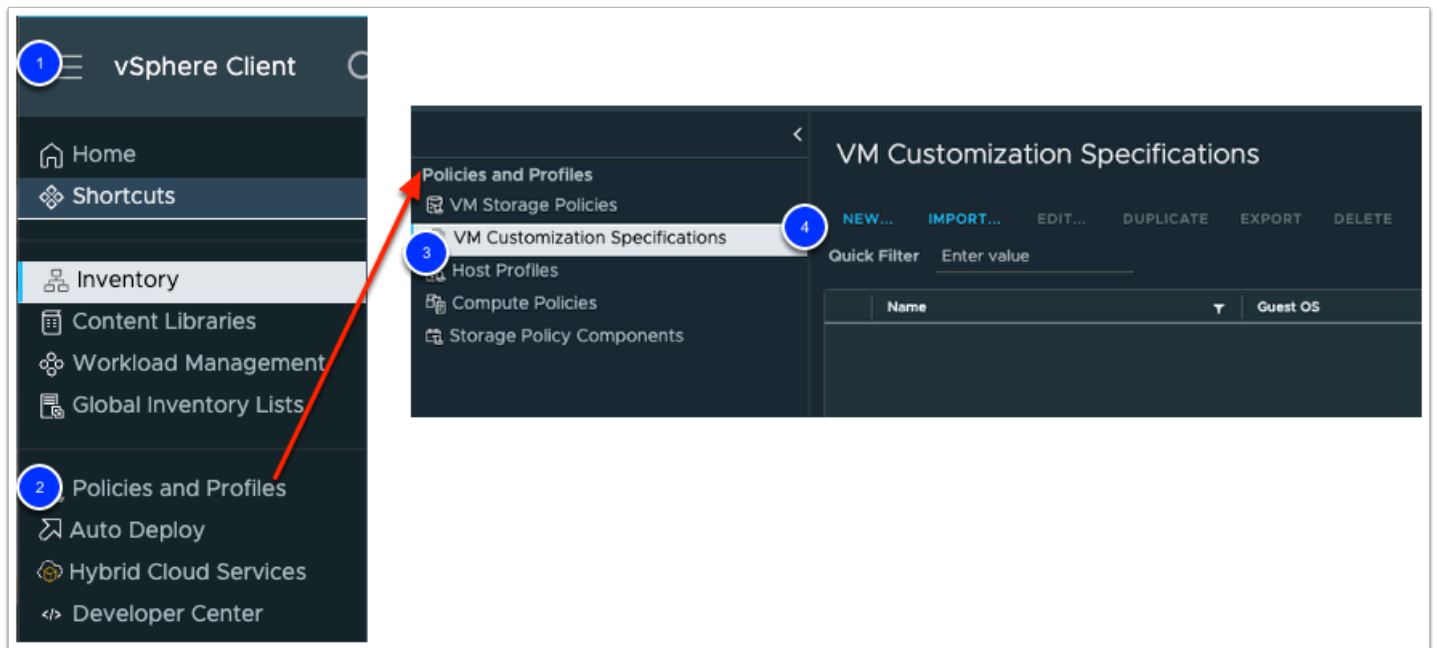 1
vSphere Client
Home
Shortcuts
Inventory
Content Libraries
Workload Management
Global Inventory Lists
2
Policies and Profiles
Auto Deploy
Hybrid Cloud Services
Developer Center
Policies and Profiles
VM Storage Policies
VM Customization Specifications
3
Host Profiles
Compute Policies
Storage Policy Components
VM Customization Specifications
4
NEW... IMPORT... EDIT... DUPLICATE EXPORT DELETE
Quick Filter Enter value
Name Guest OS